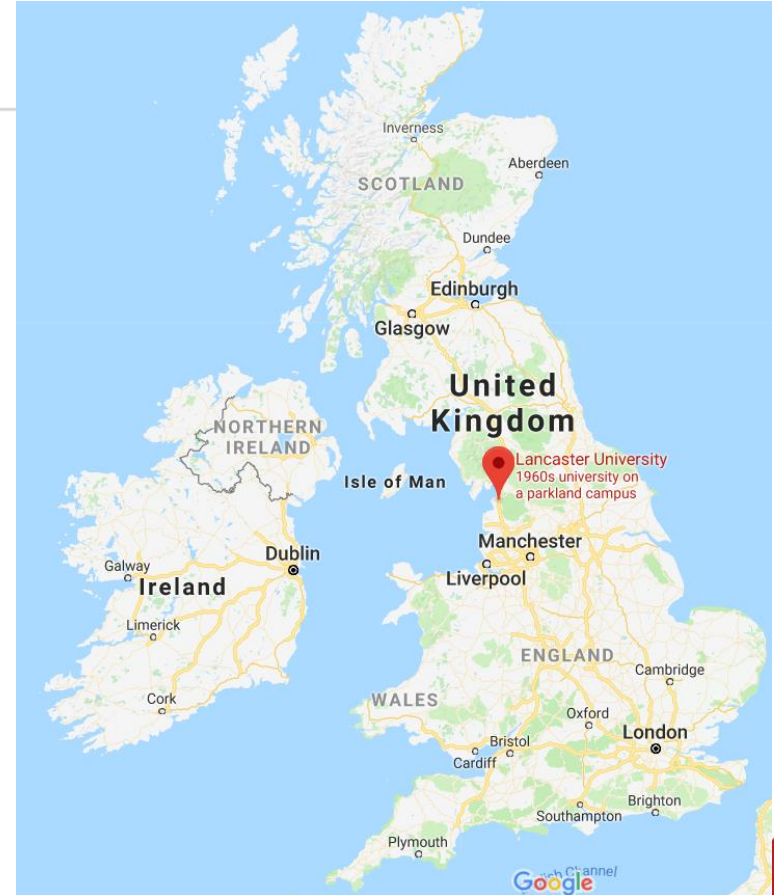 Inverness
Aberdeen
SCOTLAND
Dundee
Edinburgh
Glasgow
United
Kingdom
NORTHERN
IRELAND
Lancaster University
1960s university on
a parkland campus
Isle of Man
Manchester
Dublin
Galway
Ireland
Liverpool
Limerick
ENGLAND
Cambridge
Cork
WALES
Oxford
London
Bristol
Cardiff
Brighton
Southampton
Plymouth
Channel
Google